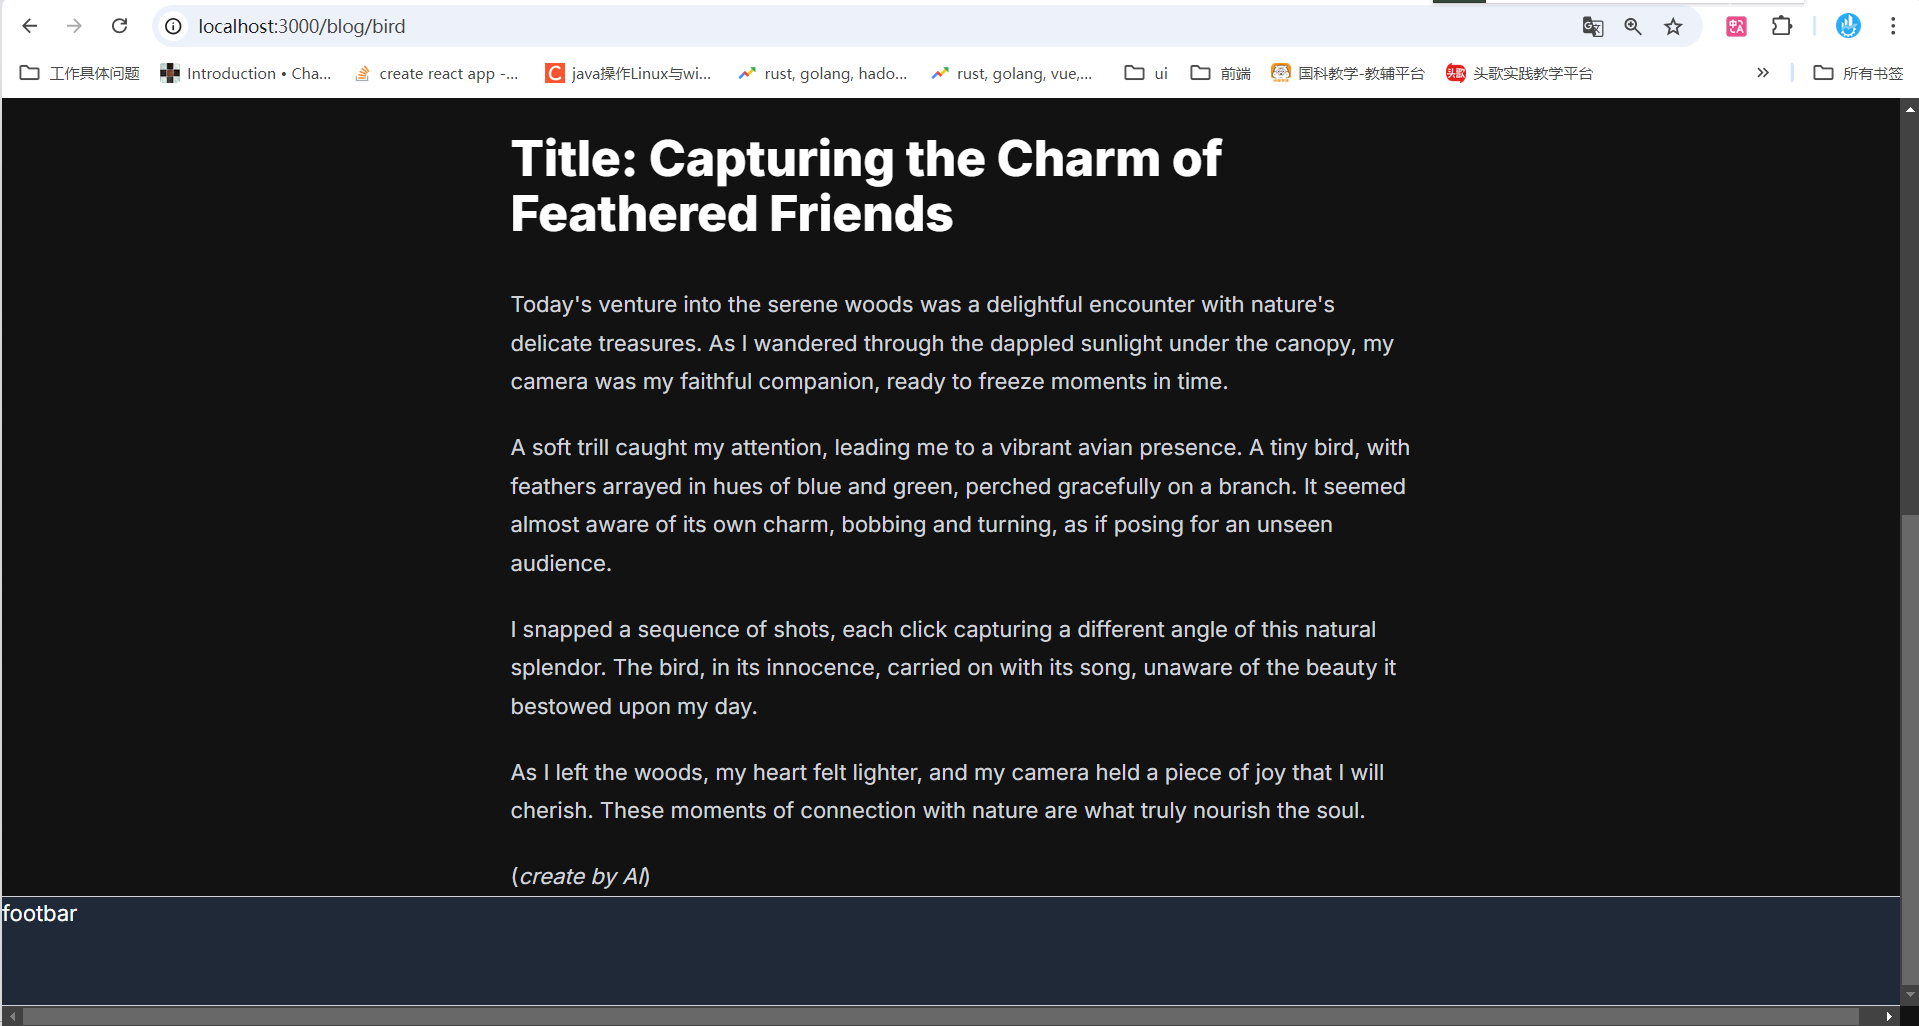 localhost:3000/blog/bird
工作具体问题
Introduction • Cha...
create react app -...
java操作Linux与wi...
rust, golang, hado...
rust, golang, vue,...
ui
前端
国科教学-教辅平台
头歌实践教学平台
所有书签
Title: Capturing the Charm of
Feathered Friends
Today's venture into the serene woods was a delightful encounter with nature's
delicate treasures. As I wandered through the dappled sunlight under the canopy, my
camera was my faithful companion, ready to freeze moments in time.
A soft trill caught my attention, leading me to a vibrant avian presence. A tiny bird, with
feathers arrayed in hues of blue and green, perched gracefully on a branch. It seemed
almost aware of its own charm, bobbing and turning, as if posing for an unseen
audience.
I snapped a sequence of shots, each click capturing a different angle of this natural
splendor. The bird, in its innocence, carried on with its song, unaware of the beauty it
bestowed upon my day.
As I left the woods, my heart felt lighter, and my camera held a piece of joy that I will
cherish. These moments of connection with nature are what truly nourish the soul.
(create by AI)
footbar